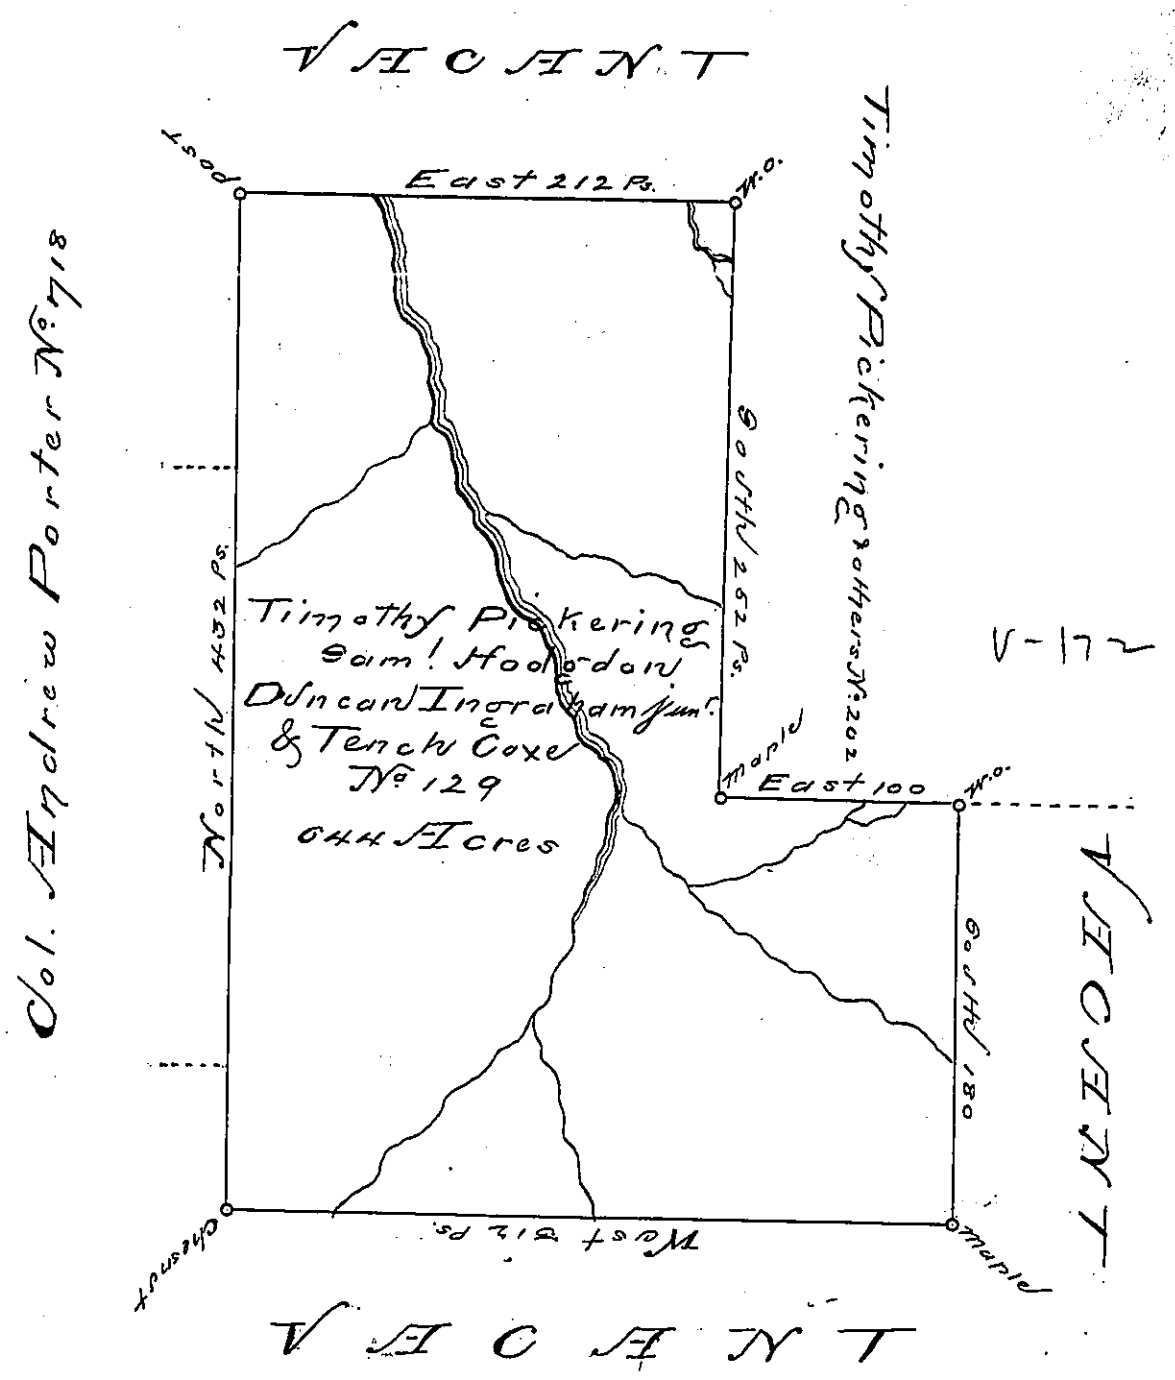 VACANT
Post
East 212 Ps.
W.O.
Col. Andrew Porter No. 718
North 432 Ps.
South 252 Ps.
Timothy Pickering & others No. 202
Timothy Pickering
Sam! Hodgdon
Duncan Ingraham junr.
& Tench Coxe
No. 129
644 Acres
V-172
Maple
East 100
W.O.
South 180
VACANT
Chesnut
West 312 Ps.
Maple
VACANT